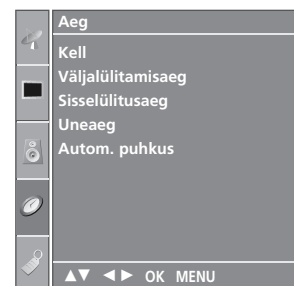 Aeg
Kell
Väljalülitamisaeg
Sisselülitusaeg
Uneaeg
Autom. puhkus
▲▼ ◄► OK MENU